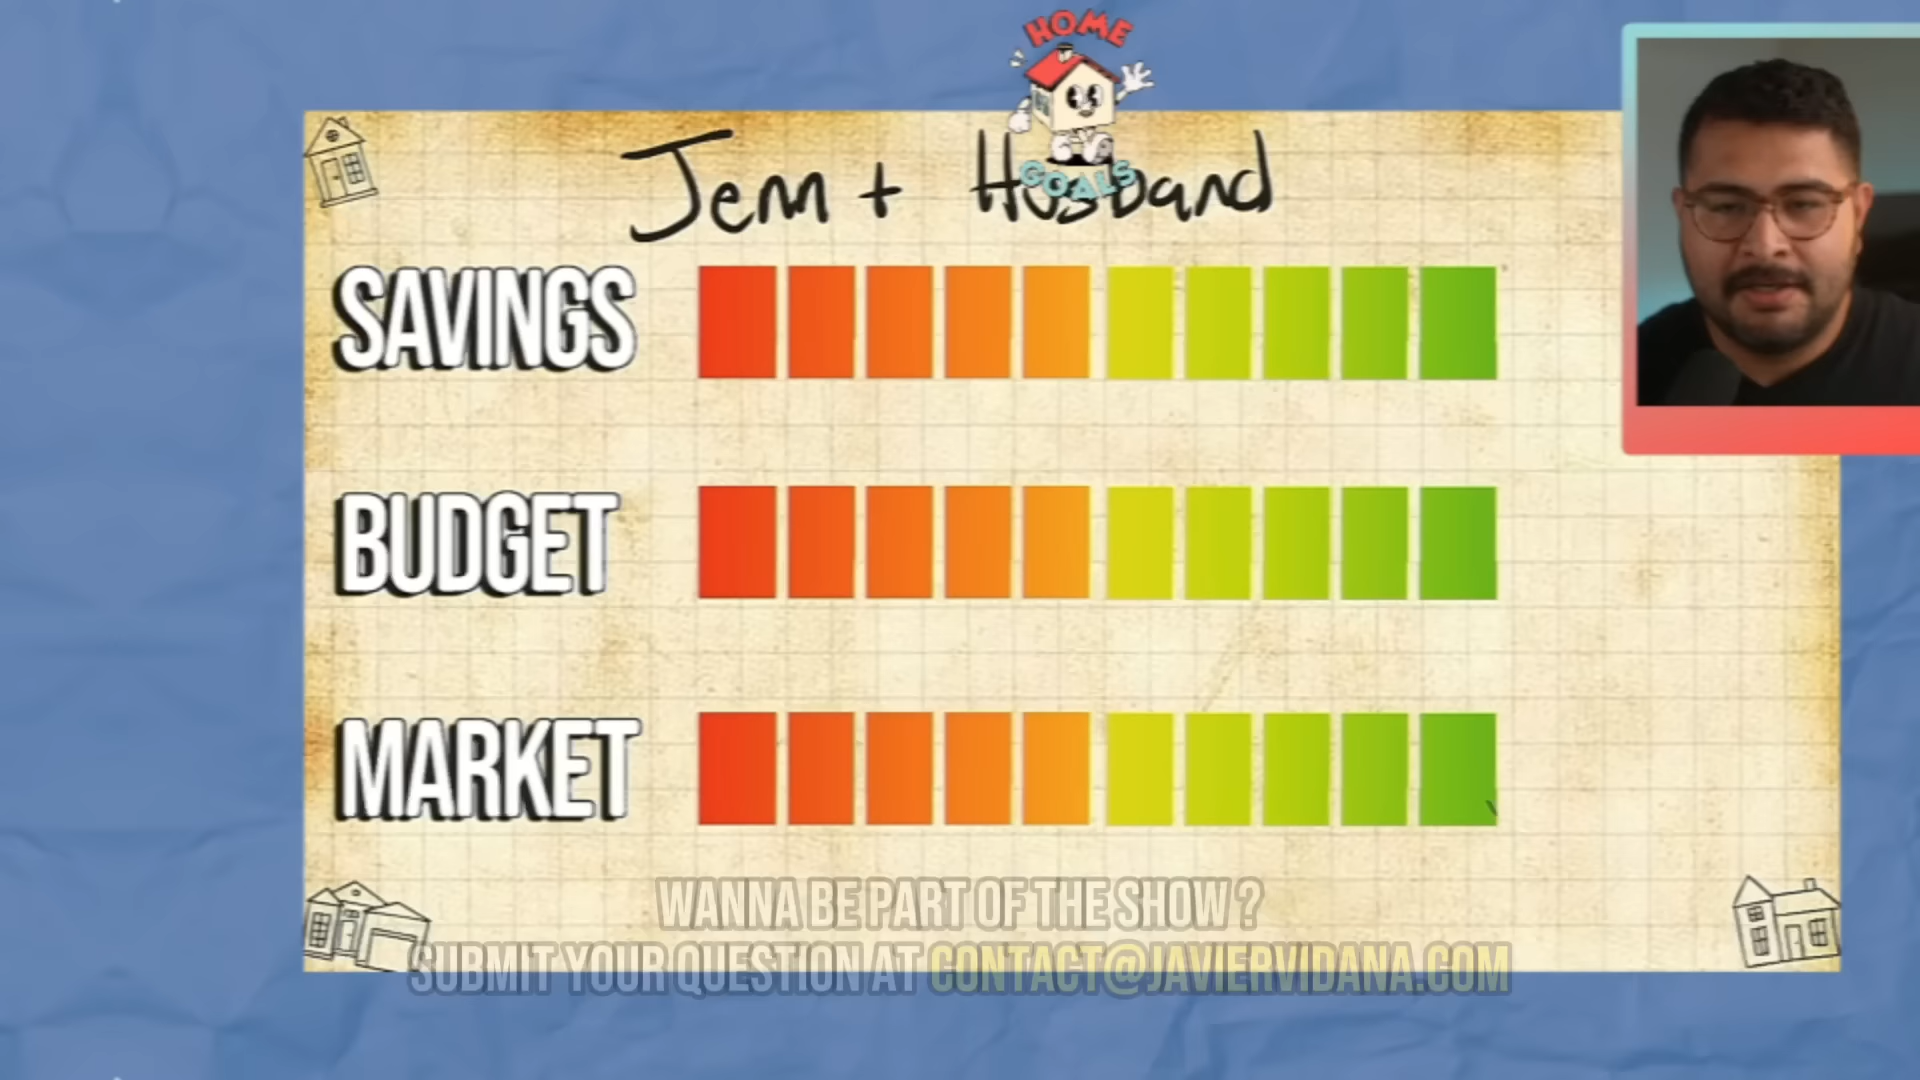 HOME
GOALS
Jenn + Husband
SAVINGS
BUDGET
MARKET
WANNA BE PART OF THE SHOW ?
SUBMIT YOUR QUESTION AT CONTACT@JAVIERVIDANA.COM